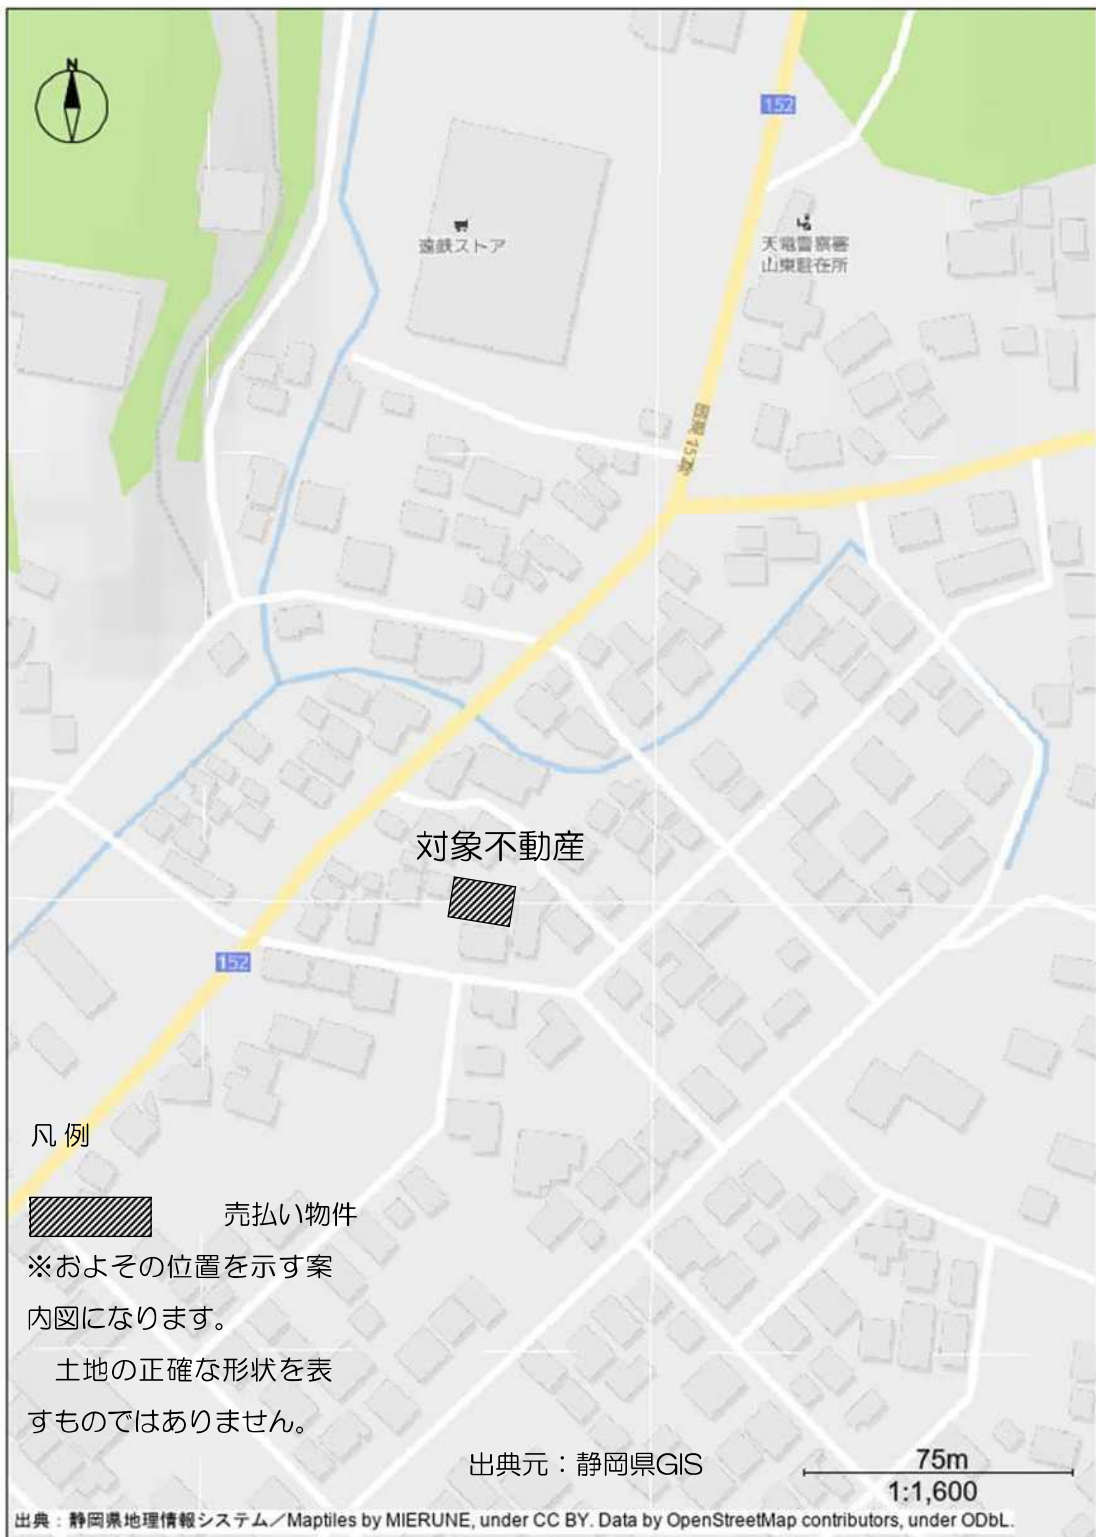 N
152
遠鉄ストア
天竜警察署
山東駐在所
国道 152号
対象不動産
152
凡 例
売払い物件
※およその位置を示す案
内図になります。
土地の正確な形状を表
すものではありません。
出典元：静岡県GIS
75m
1:1,600
出典：静岡県地理情報システム／Maptiles by MIERUNE, under CC BY. Data by OpenStreetMap contributors, under ODbL.